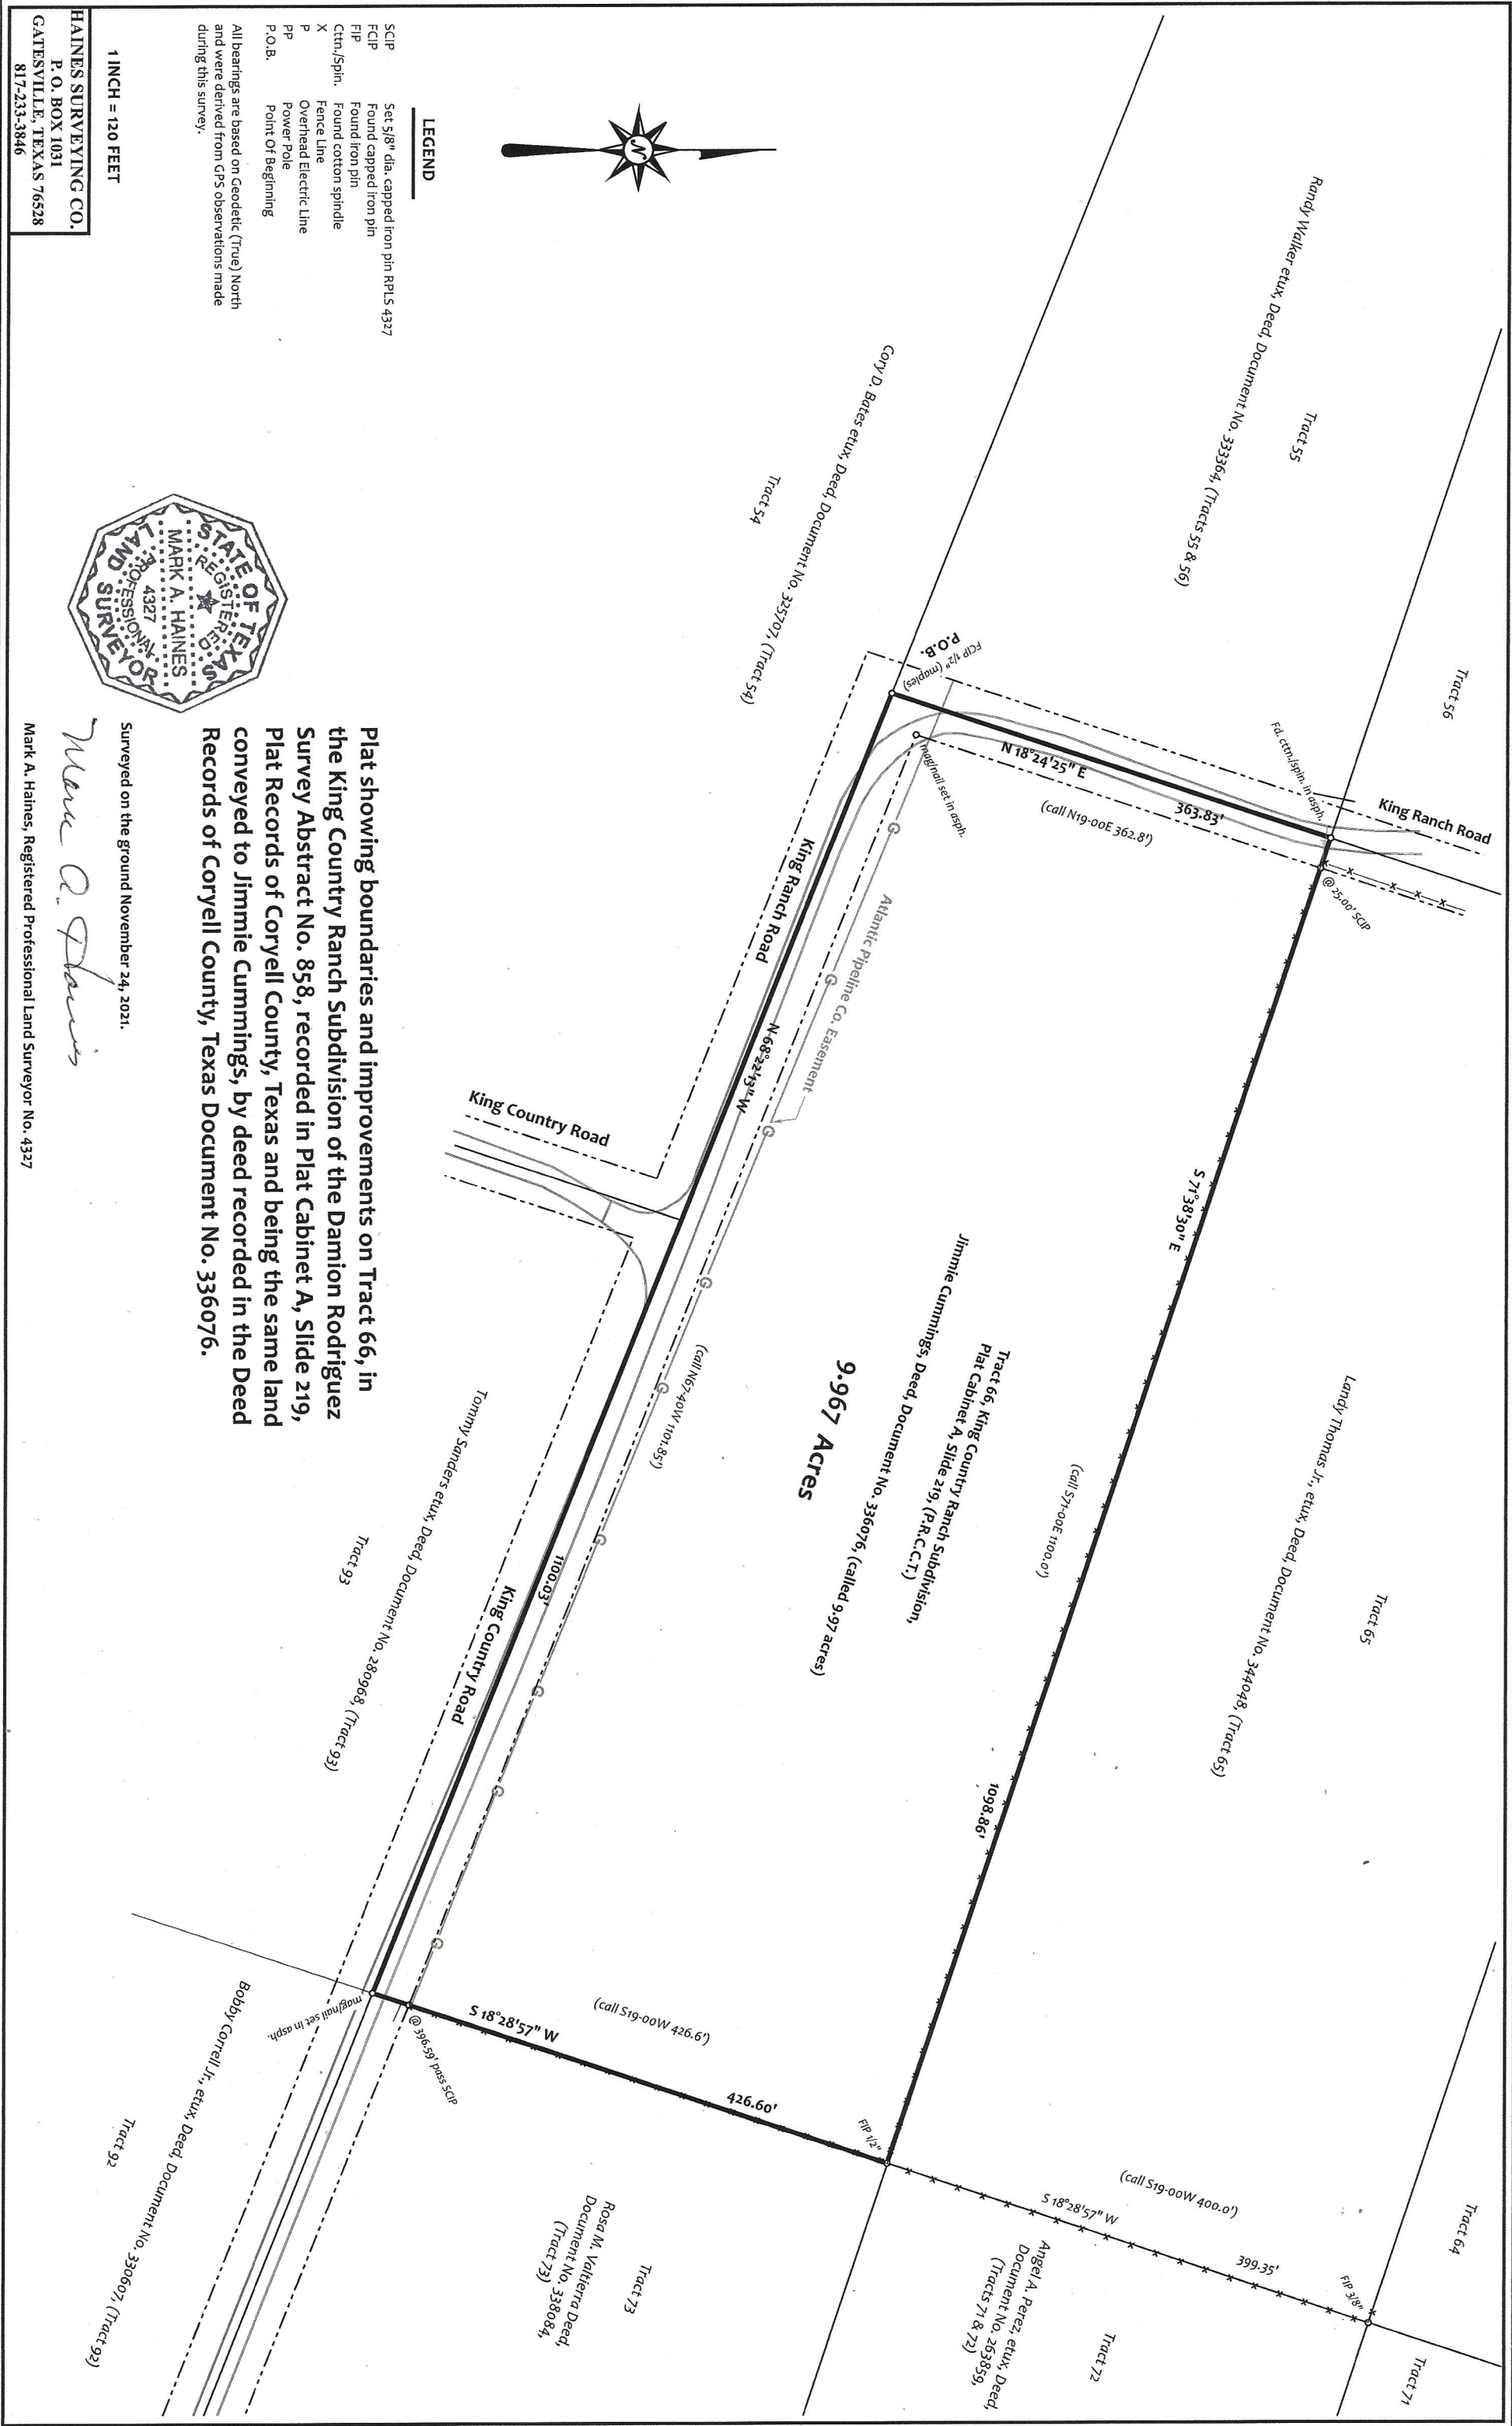 Tract 56
Randy Walker etux, Deed, Document No. 333364, (Tracts 55 & 56)
Tract 55
King Ranch Road
Fd. cttn./spin. in asph.
@ 25.00' SCIP
N 18°24'25" E
363.83'
(call N19-00E 362.8')
FCIP 1/2" (maples)
P.O.B.
mag/nail set in asph.
Cory D. Bates etux, Deed, Document No. 325707, (Tract 54)
Tract 54
Landy Thomas Jr., etux, Deed, Document No. 344048, (Tract 65)
Tract 65
S 71°38'30" E
1098.86'
(call S71-00E 1100.0')
Tract 66, King Country Ranch Subdivision,
Plat Cabinet A, Slide 219, (P.R.C.C.T.)
Jimmie Cummings, Deed, Document No. 336076, (called 9.97 acres)
9.967 Acres
Atlantic Pipeline Co. Easement
G
G
G
G
G
G
G
G
G
King Ranch Road
N 68°22'13" W
(call N67-40W 1101.85')
1100.03'
King Country Road
King Country Road
Tommy Sanders etux, Deed, Document No. 280968, (Tract 93)
Tract 93
Tract 64
Tract 71
FIP 3/8"
399.35'
S 18°28'57" W
(call S19-00W 400.0')
Tract 72
Angel A. Perez, etux, Deed,
Document No. 263859,
(Tracts 71 & 72)
FIP 1/2"
426.60'
S 18°28'57" W
(call S19-00W 426.6')
@ 396.59' pass SCIP
mag/nail set in asph.
Tract 73
Rosa M. Valtierra Deed,
Document No. 338084,
(Tract 73)
Bobby Correll Jr., etux, Deed, Document No. 330607, (Tract 92)
Tract 92
N
LEGEND
SCIP Set 5/8" dia. capped iron pin RPLS 4327
FCIP Found capped iron pin
FIP Found iron pin
Cttn./Spin. Found cotton spindle
X Fence Line
P Overhead Electric Line
PP Power Pole
P.O.B. Point Of Beginning
All bearings are based on Geodetic (True) North
and were derived from GPS observations made
during this survey.
1 INCH = 120 FEET
HAINES SURVEYING CO.
P. O. BOX 1031
GATESVILLE, TEXAS 76528
817-233-3846
STATE OF TEXAS
REGISTERED
MARK A. HAINES
4327
PROFESSIONAL
LAND SURVEYOR
Plat showing boundaries and improvements on Tract 66, in
the King Country Ranch Subdivision of the Damion Rodriguez
Survey Abstract No. 858, recorded in Plat Cabinet A, Slide 219,
Plat Records of Coryell County, Texas and being the same land
conveyed to Jimmie Cummings, by deed recorded in the Deed
Records of Coryell County, Texas Document No. 336076.
Surveyed on the ground November 24, 2021.
Mark A. Haines
Mark A. Haines, Registered Professional Land Surveyor No. 4327